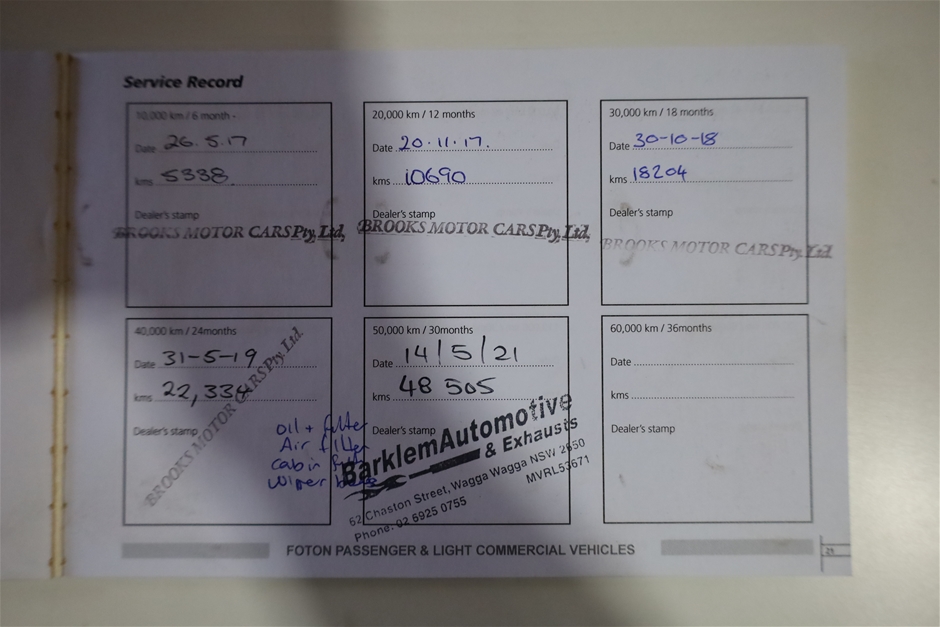 Service Record
10,000 km / 6 month
Date 26.5.17
kms 5338
Dealer's stamp
BROOKS MOTOR CARS Pty, Ltd,
20,000 km / 12 months
Date 20.11.17.
kms 10690
Dealer's stamp
BROOKS MOTOR CARS Pty, Ltd,
30,000 km / 18 months
Date 30-10-18
kms 18204
Dealer's stamp
BROOKS MOTOR CARS Pty. Ltd.
40,000 km / 24months
Date 31-5-19
kms 22,334
Dealer's stamp
BROOKS MOTOR CARS Pty. Ltd.
oil + filter
Air filter
cabin
wiper
50,000 km / 30months
Date 14/5/21
kms 48 505
Dealer's stamp
Barklem Automotive
& Exhausts
62 Chaston Street, Wagga Wagga NSW 2650
Phone: 02 6925 0755
MVRL53671
60,000 km / 36months
Date
kms
Dealer's stamp
FOTON PASSENGER & LIGHT COMMERCIAL VEHICLES